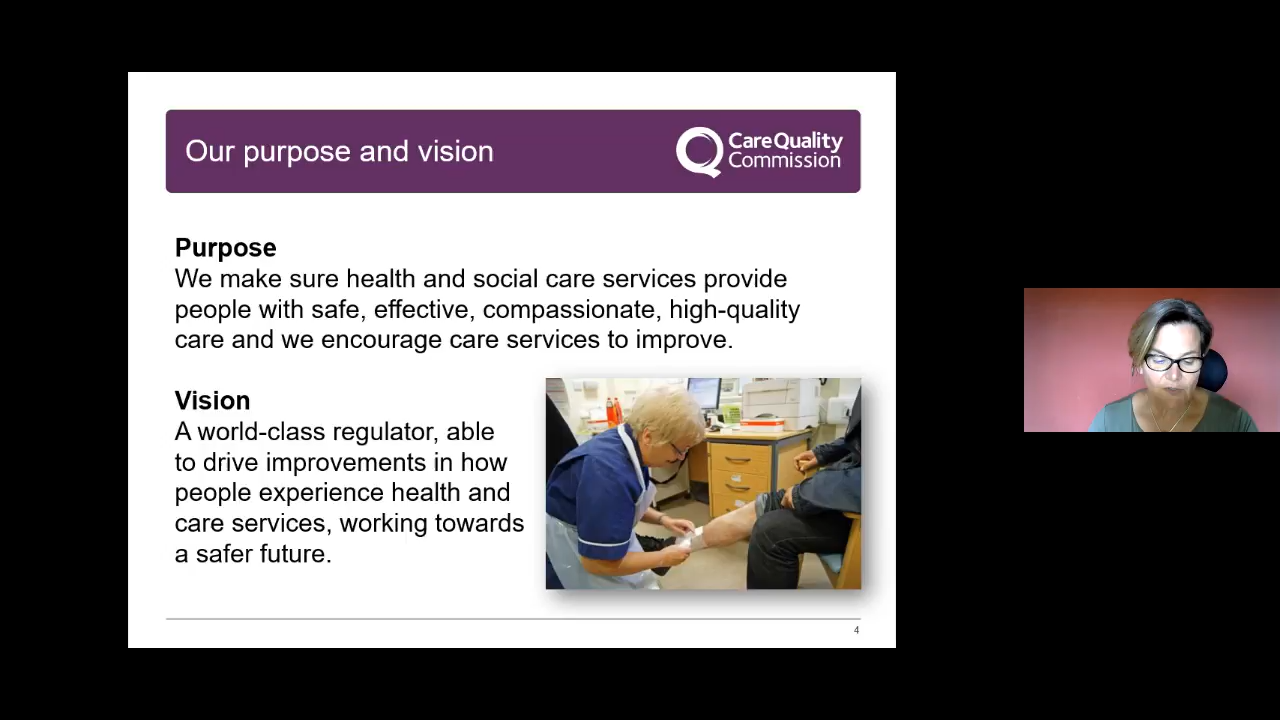 Our purpose and vision
CareQuality
Commission
Purpose
We make sure health and social care services provide
people with safe, effective, compassionate, high-quality
care and we encourage care services to improve.
Vision
A world-class regulator, able
to drive improvements in how
people experience health and
care services, working towards
a safer future.
4